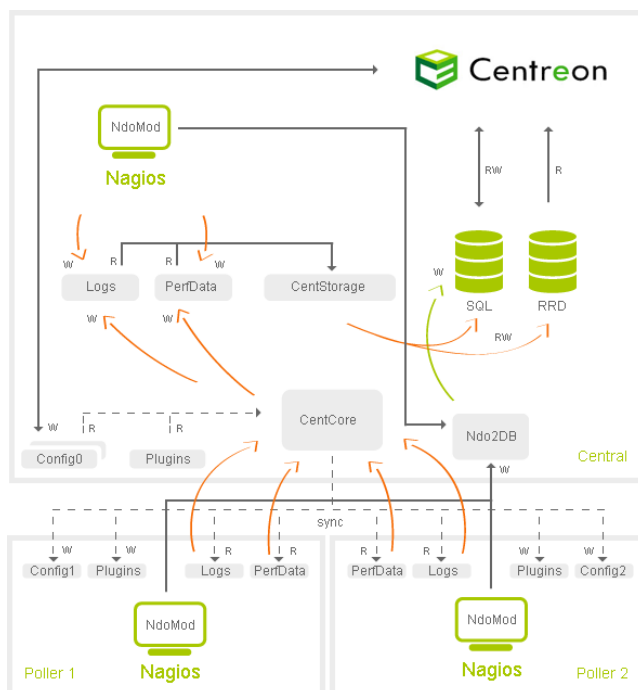 Centreon
NdoMod
Nagios
RW
R
W
R
R
W
W
Logs
PerfData
CentStorage
SQL
RRD
W
W
RW
CentCore
Ndo2DB
W
R
R
Config0
Plugins
W
Central
sync
W
W
R
R
R
R
W
W
Config1
Plugins
Logs
PerfData
PerfData
Logs
Plugins
Config2
NdoMod
NdoMod
Poller 1
Nagios
Nagios
Poller 2